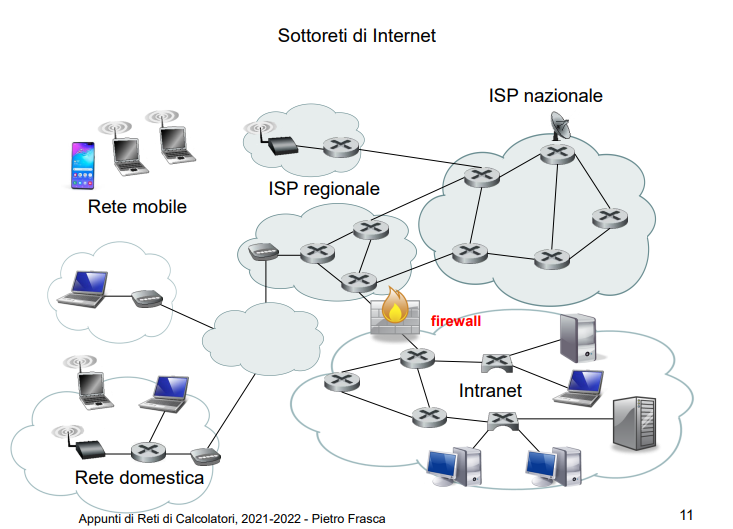 Sottoreti di Internet
ISP nazionale
ISP regionale
Rete mobile
firewall
Intranet
Rete domestica
Appunti di Reti di Calcolatori, 2021-2022 - Pietro Frasca
11